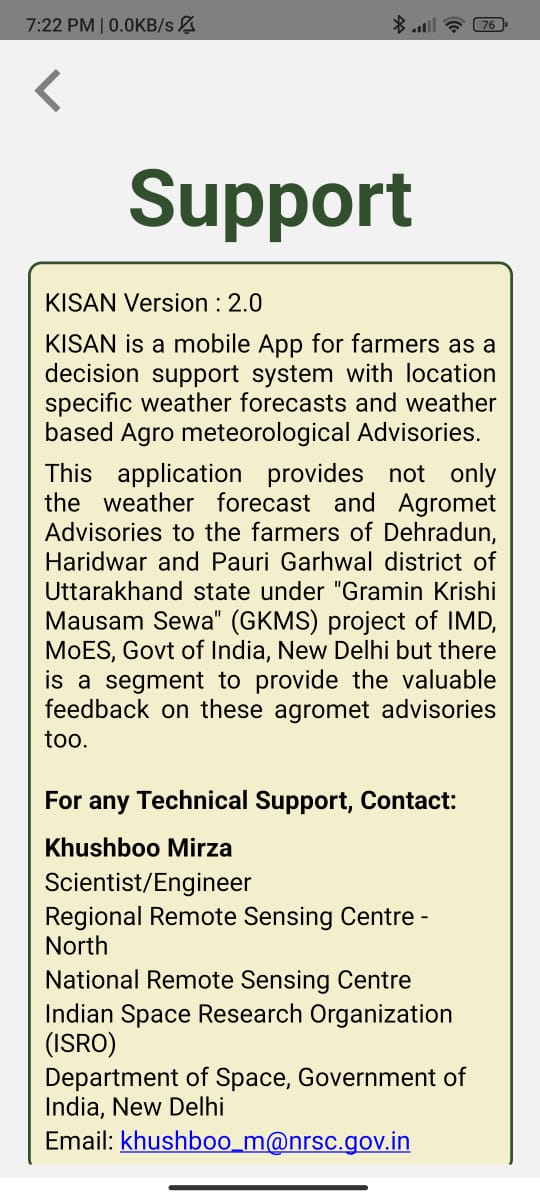 7:22 PM | 0.0KB/s
76
Support
KISAN Version : 2.0
KISAN is a mobile App for farmers as a
decision support system with location
specific weather forecasts and weather
based Agro meteorological Advisories.
This application provides not only
the weather forecast and Agromet
Advisories to the farmers of Dehradun,
Haridwar and Pauri Garhwal district of
Uttarakhand state under "Gramin Krishi
Mausam Sewa" (GKMS) project of IMD,
MoES, Govt of India, New Delhi but there
is a segment to provide the valuable
feedback on these agromet advisories
too.
For any Technical Support, Contact:
Khushboo Mirza
Scientist/Engineer
Regional Remote Sensing Centre -
North
National Remote Sensing Centre
Indian Space Research Organization
(ISRO)
Department of Space, Government of
India, New Delhi
Email: khushboo_m@nrsc.gov.in